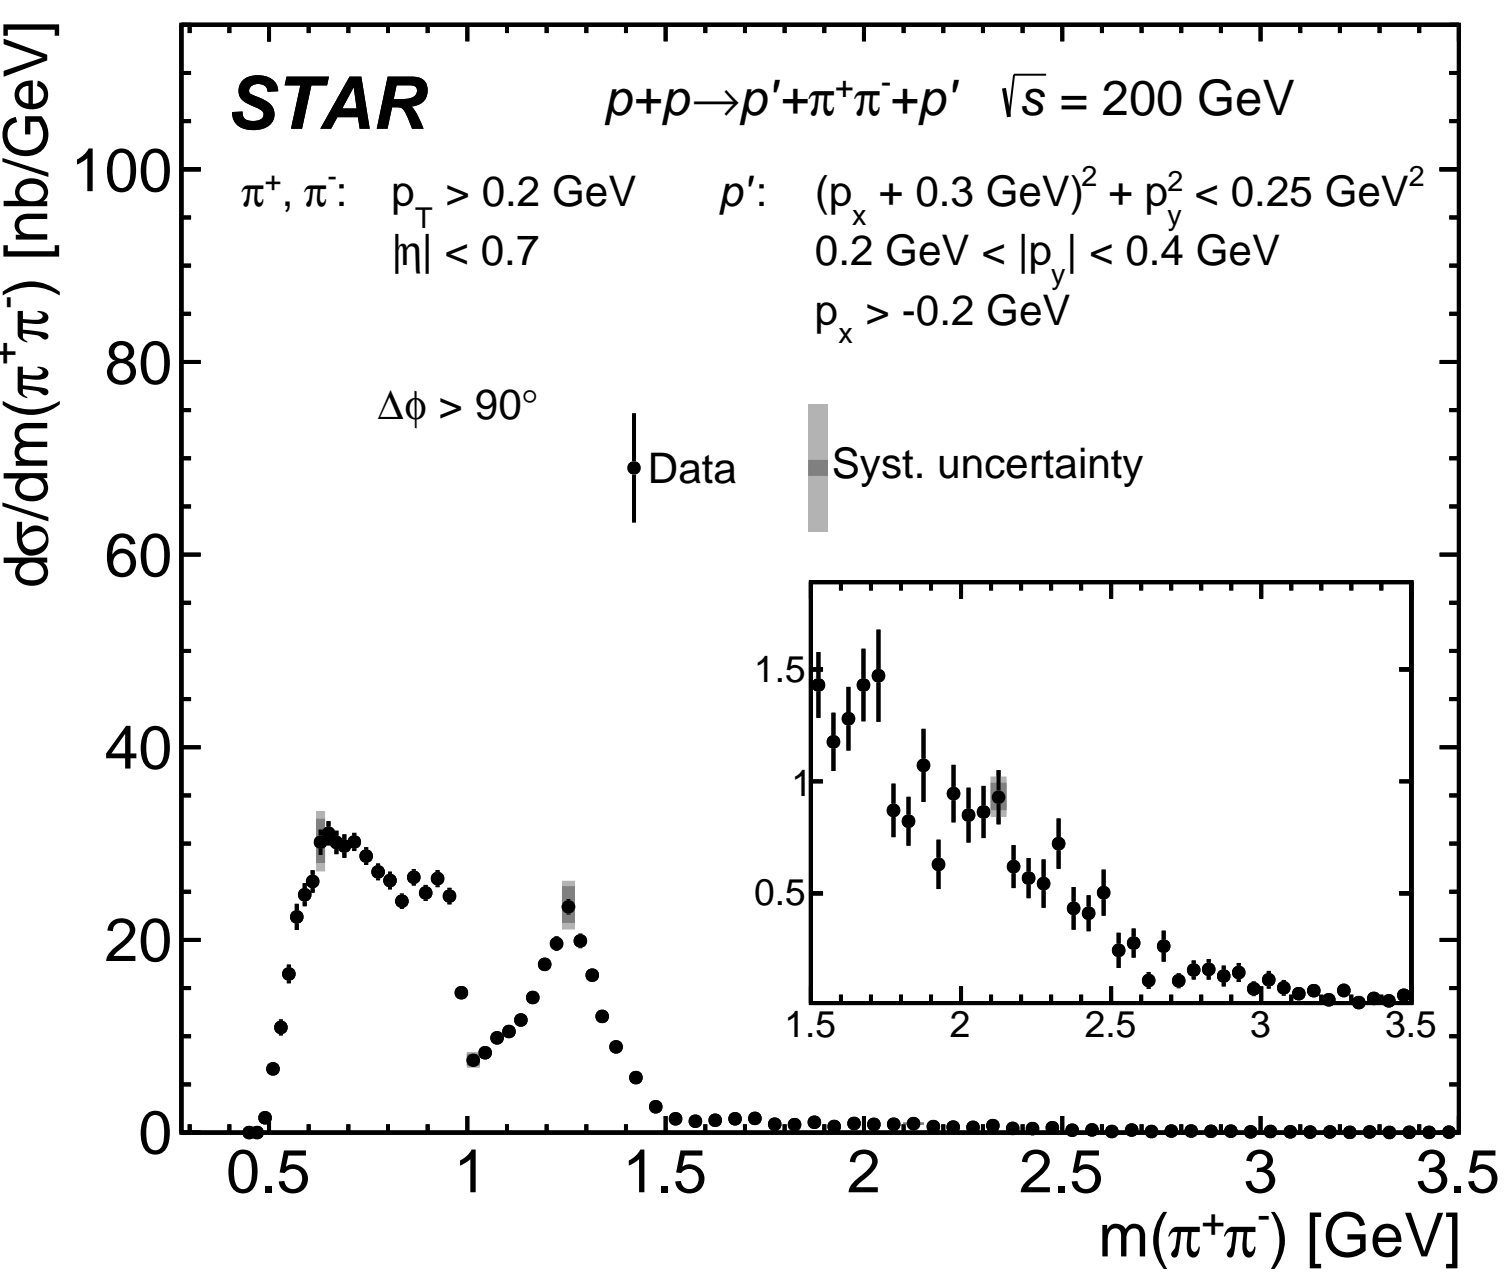 dσ/dm(π⁺π⁻) [nb/GeV]
STAR
p+p→p′+π⁺π⁻+p′ √s = 200 GeV
π⁺, π⁻: p_T > 0.2 GeV p′: (p_x + 0.3 GeV)² + p_y² < 0.25 GeV²
|η| < 0.7 0.2 GeV < |p_y| < 0.4 GeV
p_x > -0.2 GeV
Δϕ > 90°
Data Syst. uncertainty
100
80
60
40
20
0
1.5
1
0.5
1.5 2 2.5 3 3.5
0.5 1 1.5 2 2.5 3 3.5
m(π⁺π⁻) [GeV]